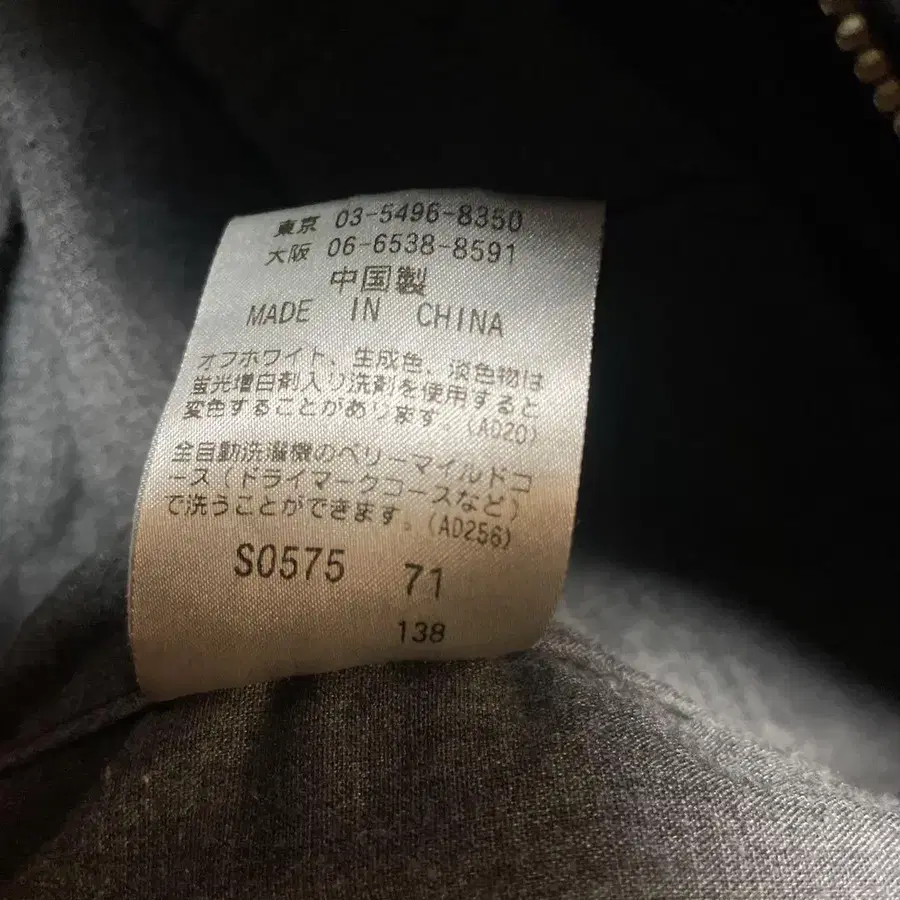 東京 03-5496-8350
大阪 06-6538-8591
中国製
MADE IN CHINA
オフホワイト、生成色、淡色物は
蛍光増白剤入り洗剤を使用すると
変色することがあります。(AD20)
全自動洗濯機のベリーマイルドコ
ース(ドライマークコースなど)
で洗うことができます。(AD256)
S0575 71
138